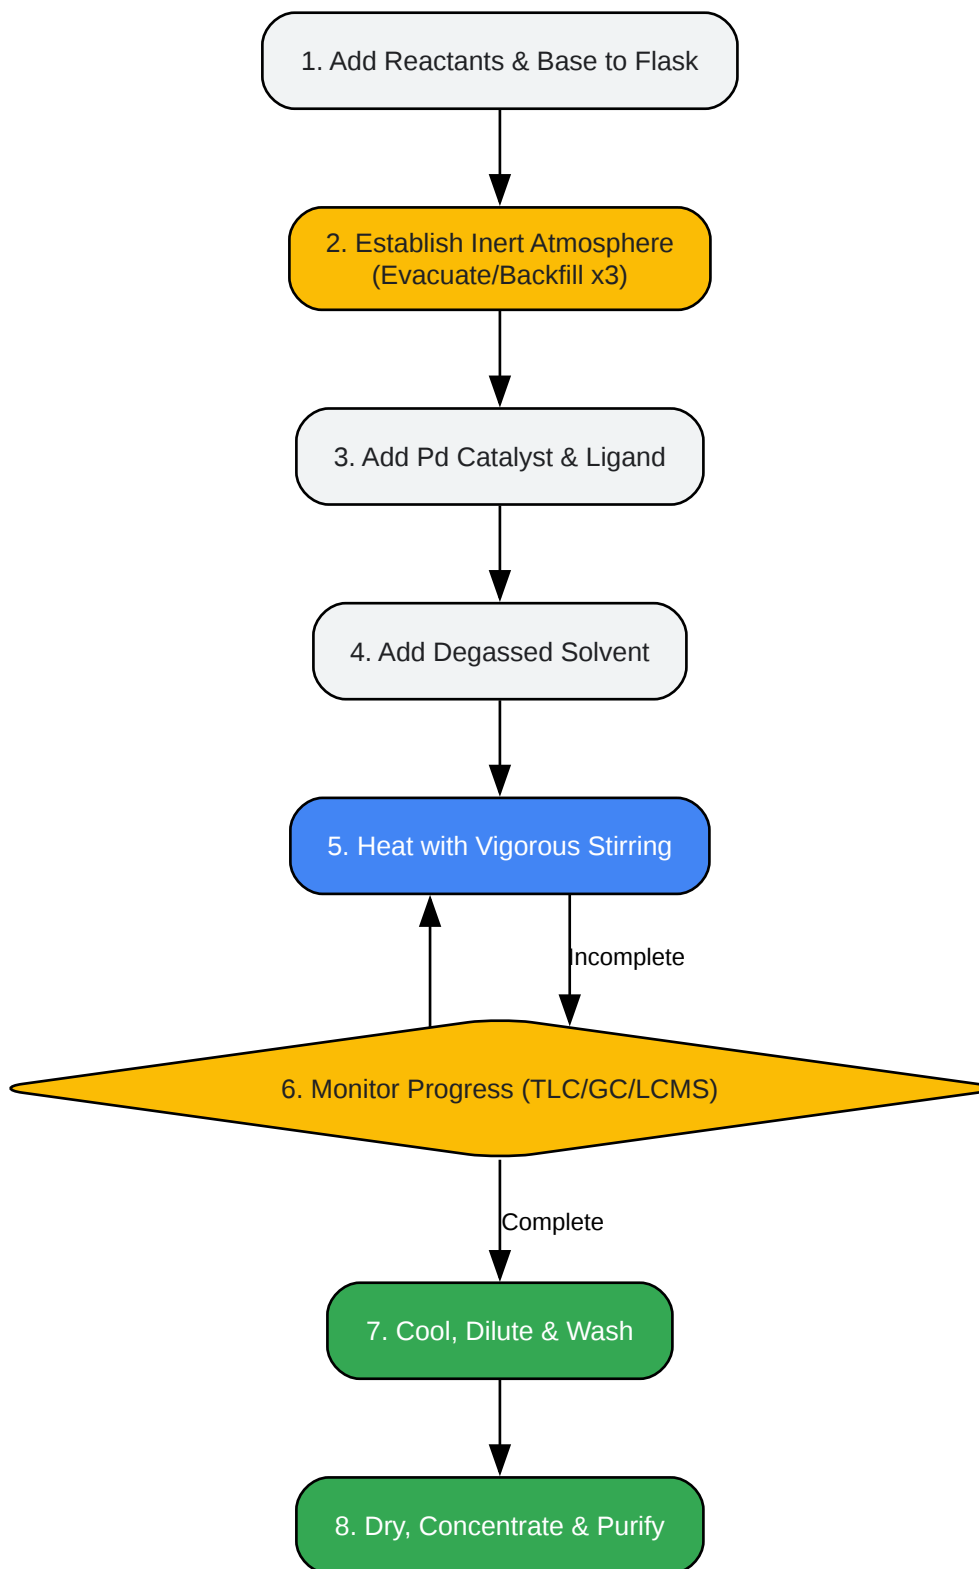 1. Add Reactants & Base to Flask
2. Establish Inert Atmosphere
(Evacuate/Backfill x3)
3. Add Pd Catalyst & Ligand
4. Add Degassed Solvent
5. Heat with Vigorous Stirring
Incomplete
6. Monitor Progress (TLC/GC/LCMS)
Complete
7. Cool, Dilute & Wash
8. Dry, Concentrate & Purify